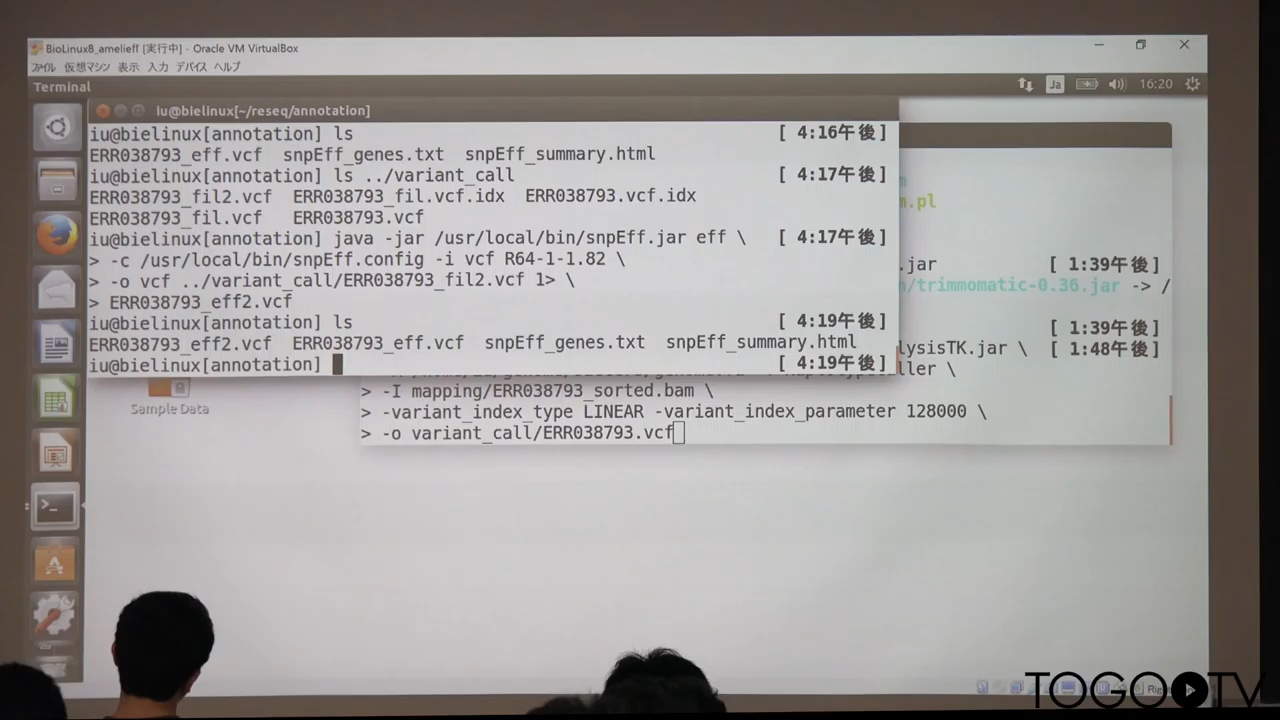 BioLinux8_amelieff [実行中] - Oracle VM VirtualBox
ファイル 仮想マシン 表示 入力 デバイス ヘルプ
Terminal
Ja
16:20
iu@bielinux[~/reseq/annotation]
iu@bielinux[annotation] ls [ 4:16午後]
ERR038793_eff.vcf snpEff_genes.txt snpEff_summary.html
iu@bielinux[annotation] ls ../variant_call [ 4:17午後]
ERR038793_fil2.vcf ERR038793_fil.vcf.idx ERR038793.vcf.idx
ERR038793_fil.vcf ERR038793.vcf
iu@bielinux[annotation] java -jar /usr/local/bin/snpEff.jar eff \ [ 4:17午後]
> -c /usr/local/bin/snpEff.config -i vcf R64-1-1.82 \
> -o vcf ../variant_call/ERR038793_fil2.vcf 1> \
> ERR038793_eff2.vcf
iu@bielinux[annotation] ls [ 4:19午後]
ERR038793_eff2.vcf ERR038793_eff.vcf snpEff_genes.txt snpEff_summary.html
iu@bielinux[annotation] [ 4:19午後]
m.pl
.jar [ 1:39午後]
n/trimmomatic-0.36.jar -> /
[ 1:39午後]
lysisTK.jar \ [ 1:48午後]
> -I mapping/ERR038793_sorted.bam \
> -variant_index_type LINEAR -variant_index_parameter 128000 \
> -o variant_call/ERR038793.vcf
Sample Data
TOGOTV